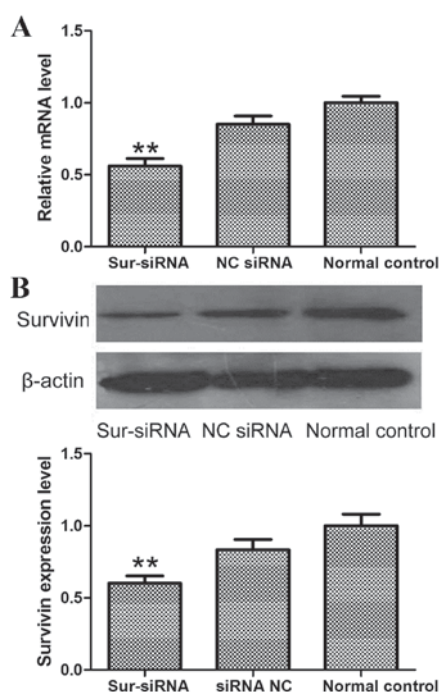 A
Relative mRNA level
1.5
1.0
0.5
0.0
**
Sur-siRNA NC siRNA Normal control
B
Survivin
β-actin
Sur-siRNA NC siRNA Normal control
Survivin expression level
1.5
1.0
0.5
0.0
**
Sur-siRNA siRNA NC Normal control